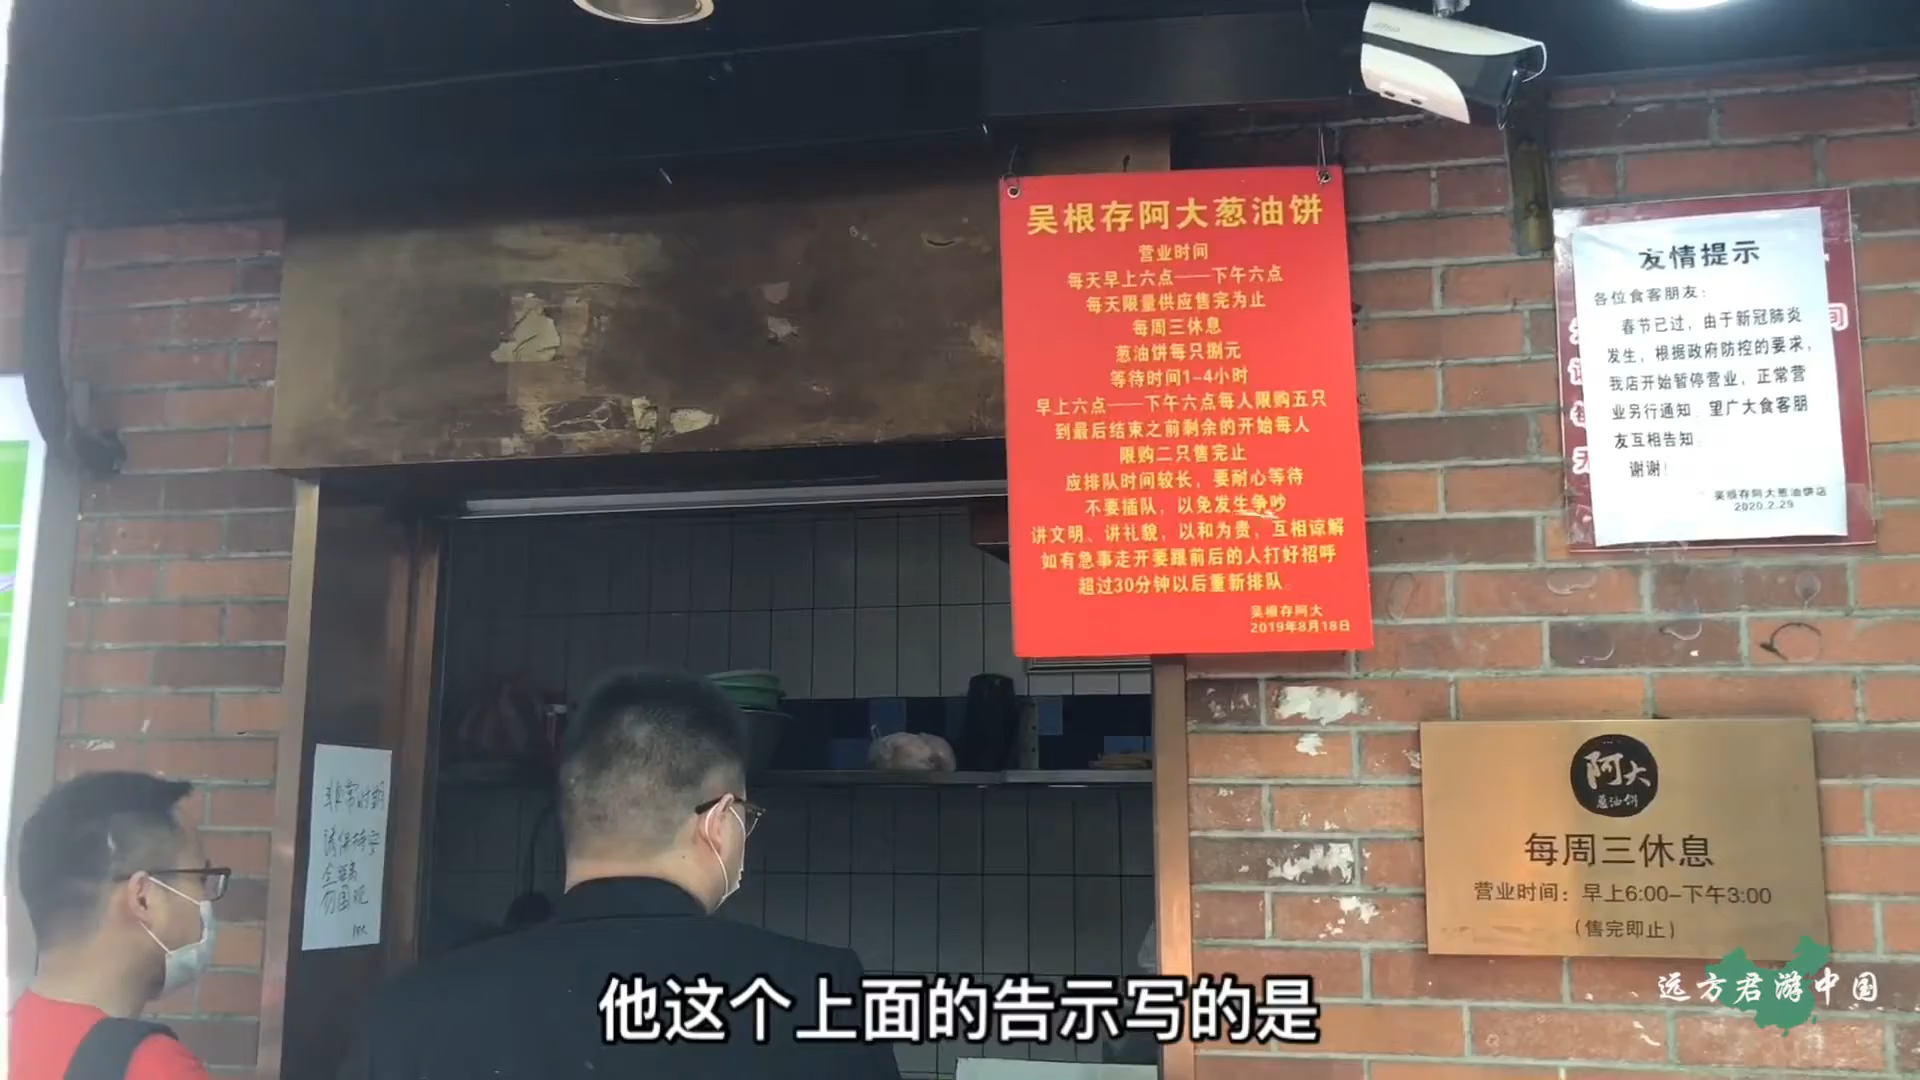 吴根存阿大葱油饼
营业时间
每天早上六点——下午六点
每天限量供应售完为止
每周三休息
葱油饼每只捌元
等待时间1-4小时
早上六点——下午六点每人限购五只
到最后结束之前剩余的开始每人
限购二只售完止
应排队时间较长，要耐心等待
不要插队，以免发生争吵
讲文明、讲礼貌，以和为贵，互相谅解
如有急事走开要跟前后的人打好招呼
超过30分钟以后重新排队。
吴根存阿大
2019年8月18日
友情提示
各位食客朋友：
春节已过，由于新冠肺炎
发生，根据政府防控的要求，
我店开始暂停营业，正常营
业另行通知。望广大食客朋
友互相告知。
谢谢！
吴根存阿大葱油饼店
2020.2.29
非常时期
请保持安
全距离
勿围观
阿大
葱油饼
每周三休息
营业时间：早上6:00-下午3:00
（售完即止）
远方君游中国
他这个上面的告示写的是